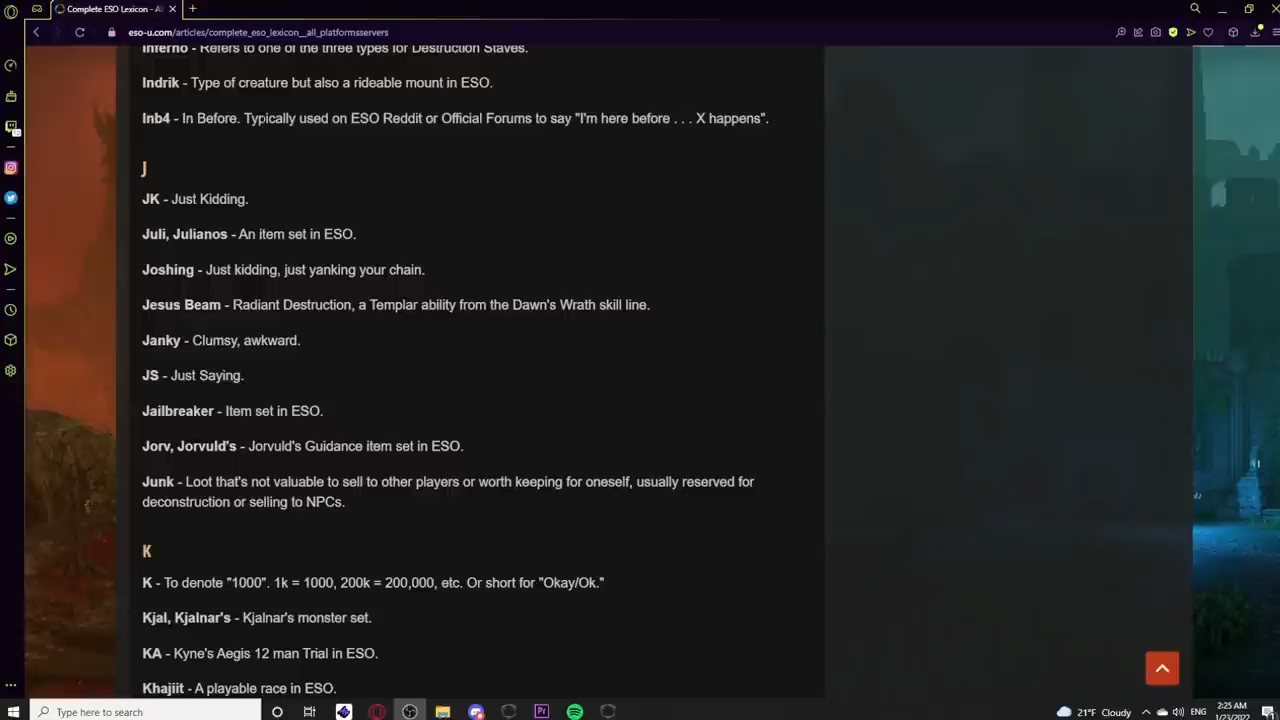 Complete ESO Lexicon - Al
eso-u.com/articles/complete_eso_lexicon__all_platformsservers
Inferno - Refers to one of the three types for Destruction Staves.
Indrik - Type of creature but also a rideable mount in ESO.
Inb4 - In Before. Typically used on ESO Reddit or Official Forums to say "I'm here before . . . X happens".
J
JK - Just Kidding.
Juli, Julianos - An item set in ESO.
Joshing - Just kidding, just yanking your chain.
Jesus Beam - Radiant Destruction, a Templar ability from the Dawn's Wrath skill line.
Janky - Clumsy, awkward.
JS - Just Saying.
Jailbreaker - Item set in ESO.
Jorv, Jorvuld's - Jorvuld's Guidance item set in ESO.
Junk - Loot that's not valuable to sell to other players or worth keeping for oneself, usually reserved for
deconstruction or selling to NPCs.
K
K - To denote "1000". 1k = 1000, 200k = 200,000, etc. Or short for "Okay/Ok."
Kjal, Kjalnar's - Kjalnar's monster set.
KA - Kyne's Aegis 12 man Trial in ESO.
Khajiit - A playable race in ESO.
Type here to search
Pr
21°F Cloudy
ENG
2:25 AM
1/23/2022